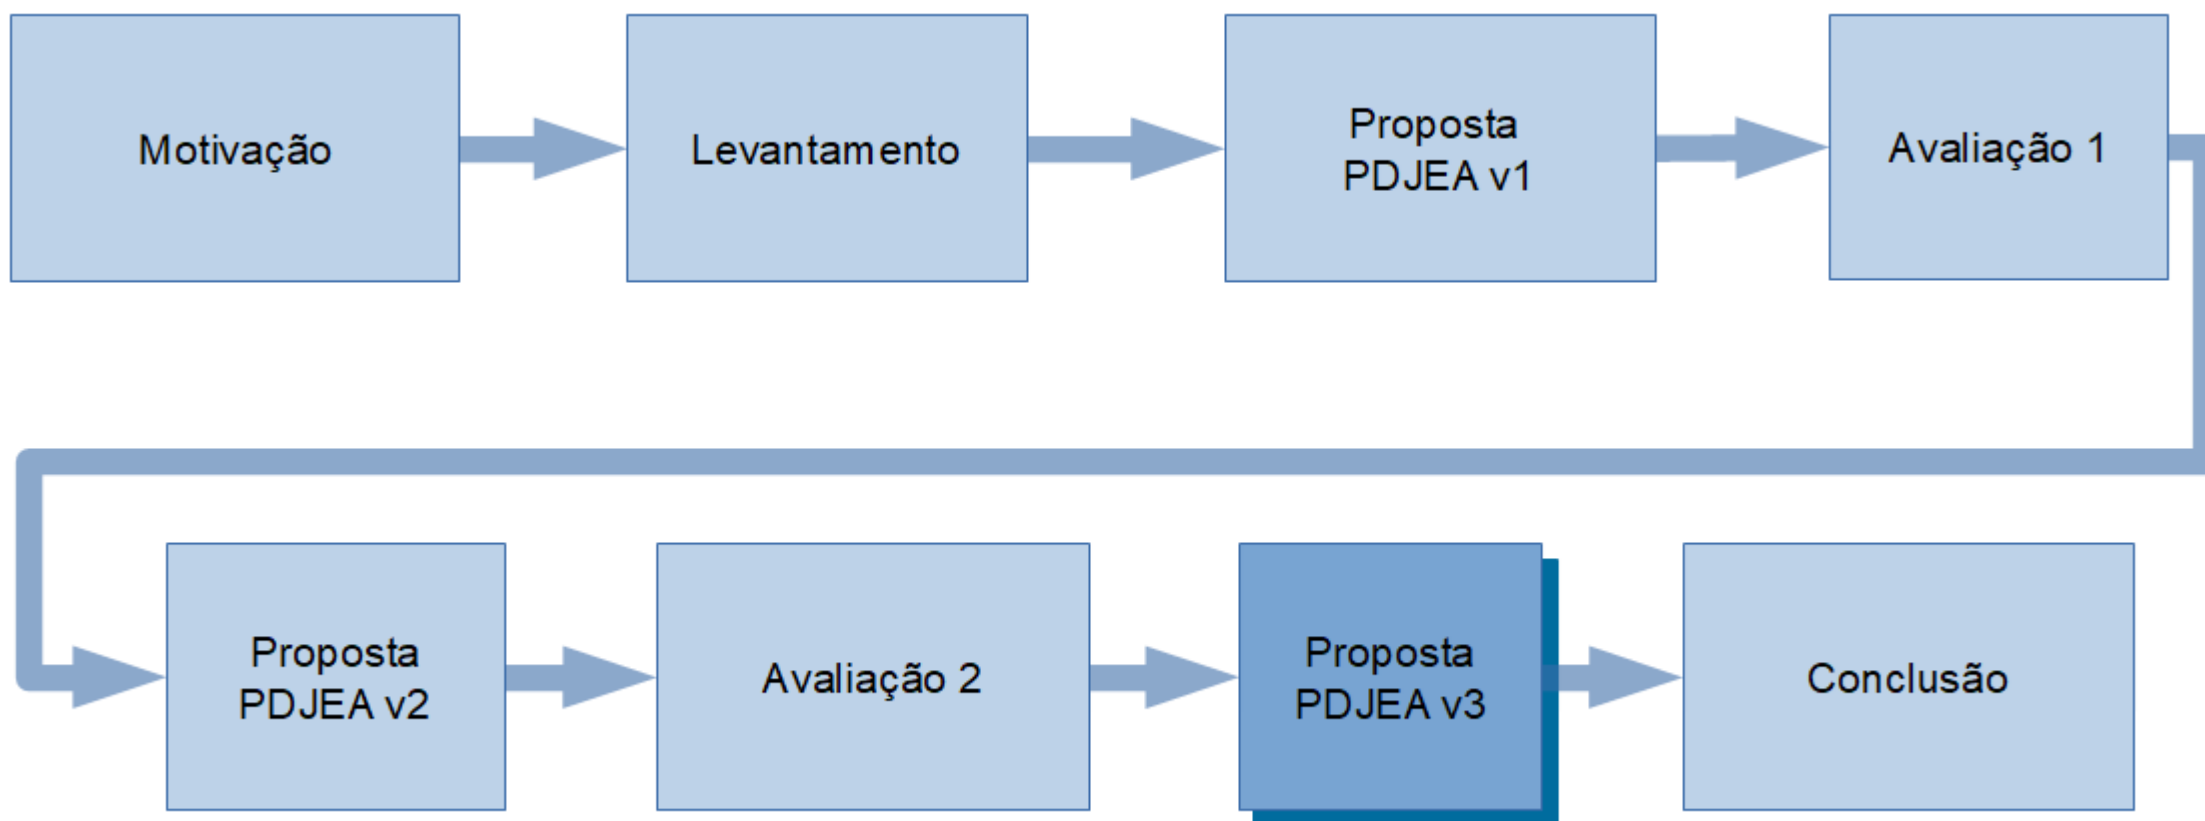 Motivação
Levantamento
Proposta
PDJEA v1
Avaliação 1
Proposta
PDJEA v2
Avaliação 2
Proposta
PDJEA v3
Conclusão